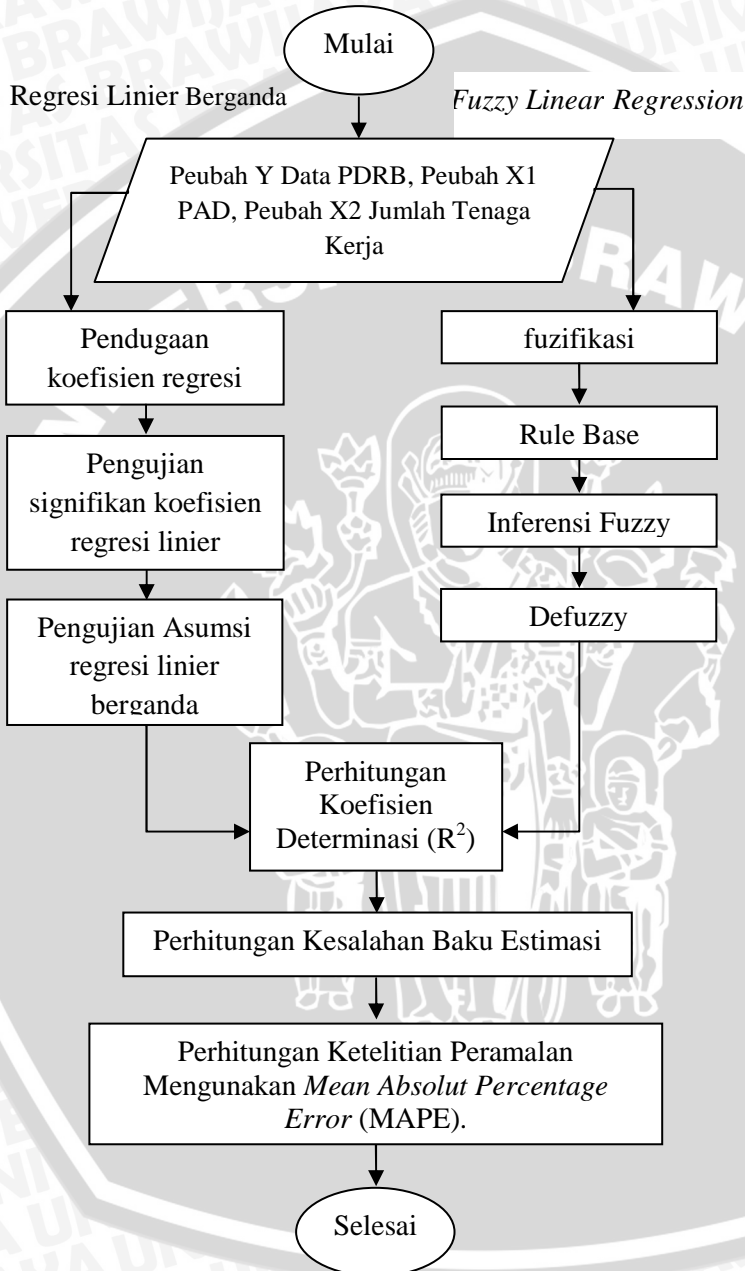 Mulai
Regresi Linier Berganda
Fuzzy Linear Regression
Peubah Y Data PDRB, Peubah X1
PAD, Peubah X2 Jumlah Tenaga
Kerja
Pendugaan
koefisien regresi
Pengujian
signifikan koefisien
regresi linier
Pengujian Asumsi
regresi linier
berganda
fuzifikasi
Rule Base
Inferensi Fuzzy
Defuzzy
Perhitungan
Koefisien
Determinasi (R²)
Perhitungan Kesalahan Baku Estimasi
Perhitungan Ketelitian Peramalan
Mengunakan Mean Absolut Percentage
Error (MAPE).
Selesai